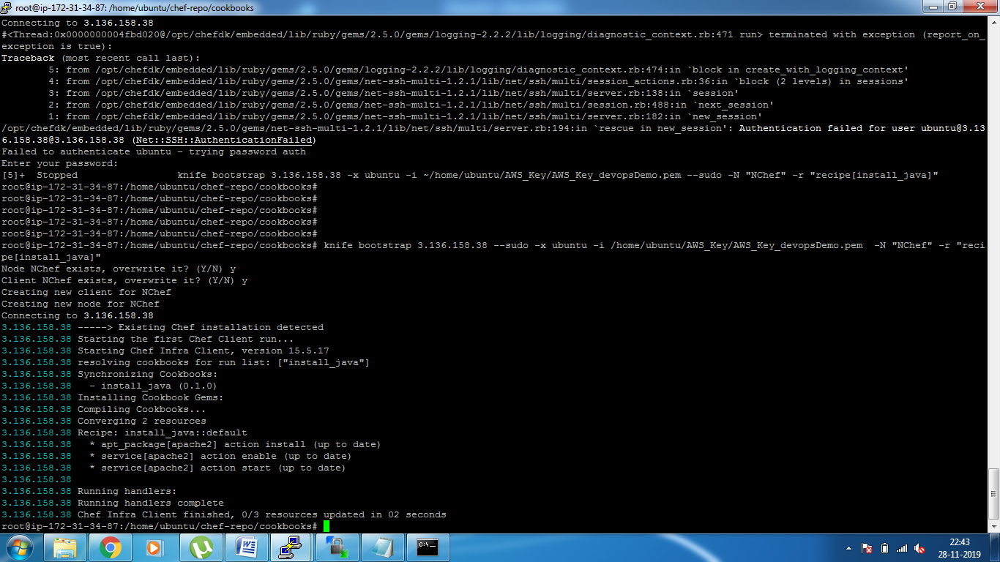 root@ip-172-31-34-87: /home/ubuntu/chef-repo/cookbooks
Connecting to 3.136.158.38
#<Thread:0x0000000004fbd020@/opt/chefdk/embedded/lib/ruby/gems/2.5.0/gems/logging-2.2.2/lib/logging/diagnostic_context.rb:471 run> terminated with exception (report_on_
exception is true):
Traceback (most recent call last):
        5: from /opt/chefdk/embedded/lib/ruby/gems/2.5.0/gems/logging-2.2.2/lib/logging/diagnostic_context.rb:474:in `block in create_with_logging_context'
        4: from /opt/chefdk/embedded/lib/ruby/gems/2.5.0/gems/net-ssh-multi-1.2.1/lib/net/ssh/multi/session_actions.rb:36:in `block (2 levels) in sessions'
        3: from /opt/chefdk/embedded/lib/ruby/gems/2.5.0/gems/net-ssh-multi-1.2.1/lib/net/ssh/multi/server.rb:138:in `session'
        2: from /opt/chefdk/embedded/lib/ruby/gems/2.5.0/gems/net-ssh-multi-1.2.1/lib/net/ssh/multi/session.rb:488:in `next_session'
        1: from /opt/chefdk/embedded/lib/ruby/gems/2.5.0/gems/net-ssh-multi-1.2.1/lib/net/ssh/multi/server.rb:182:in `new_session'
/opt/chefdk/embedded/lib/ruby/gems/2.5.0/gems/net-ssh-multi-1.2.1/lib/net/ssh/multi/server.rb:194:in `rescue in new_session': Authentication failed for user ubuntu@3.13
6.158.38@3.136.158.38 (Net::SSH::AuthenticationFailed)
Failed to authenticate ubuntu - trying password auth
Enter your password:
[5]+  Stopped                 knife bootstrap 3.136.158.38 -x ubuntu -i ~/home/ubuntu/AWS_Key/AWS_Key_devopsDemo.pem --sudo -N "NChef" -r "recipe[install_java]"
root@ip-172-31-34-87:/home/ubuntu/chef-repo/cookbooks#
root@ip-172-31-34-87:/home/ubuntu/chef-repo/cookbooks#
root@ip-172-31-34-87:/home/ubuntu/chef-repo/cookbooks#
root@ip-172-31-34-87:/home/ubuntu/chef-repo/cookbooks#
root@ip-172-31-34-87:/home/ubuntu/chef-repo/cookbooks#
root@ip-172-31-34-87:/home/ubuntu/chef-repo/cookbooks# knife bootstrap 3.136.158.38 --sudo -x ubuntu -i /home/ubuntu/AWS_Key/AWS_Key_devopsDemo.pem  -N "NChef" -r "reci
pe[install_java]"
Node NChef exists, overwrite it? (Y/N) y
Client NChef exists, overwrite it? (Y/N) y
Creating new client for NChef
Creating new node for NChef
Connecting to 3.136.158.38
3.136.158.38 -----> Existing Chef installation detected
3.136.158.38 Starting the first Chef Client run...
3.136.158.38 Starting Chef Infra Client, version 15.5.17
3.136.158.38 resolving cookbooks for run list: ["install_java"]
3.136.158.38 Synchronizing Cookbooks:
3.136.158.38   - install_java (0.1.0)
3.136.158.38 Installing Cookbook Gems:
3.136.158.38 Compiling Cookbooks...
3.136.158.38 Converging 2 resources
3.136.158.38 Recipe: install_java::default
3.136.158.38   * apt_package[apache2] action install (up to date)
3.136.158.38   * service[apache2] action enable (up to date)
3.136.158.38   * service[apache2] action start (up to date)
3.136.158.38
3.136.158.38 Running handlers:
3.136.158.38 Running handlers complete
3.136.158.38 Chef Infra Client finished, 0/3 resources updated in 02 seconds
root@ip-172-31-34-87:/home/ubuntu/chef-repo/cookbooks#
22:43
28-11-2019